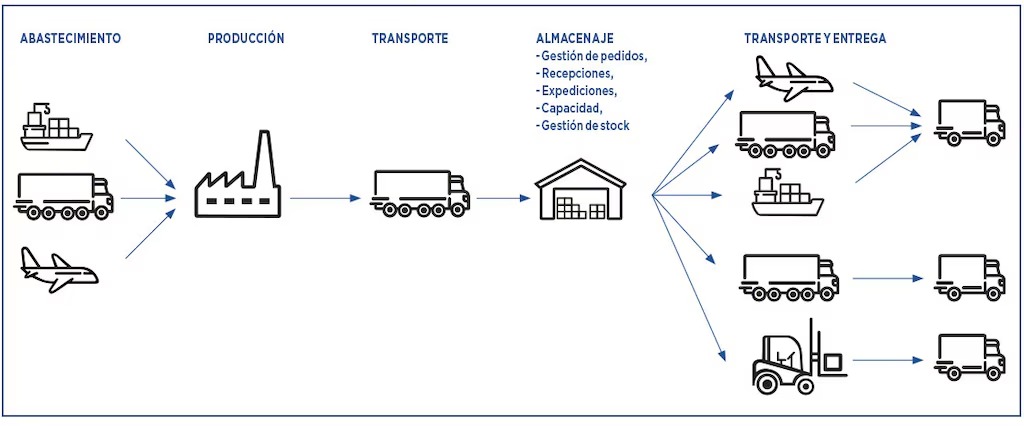 ABASTECIMIENTO
PRODUCCIÓN
TRANSPORTE
ALMACENAJE
- Gestión de pedidos,
- Recepciones,
- Expediciones,
- Capacidad,
- Gestión de stock
TRANSPORTE Y ENTREGA